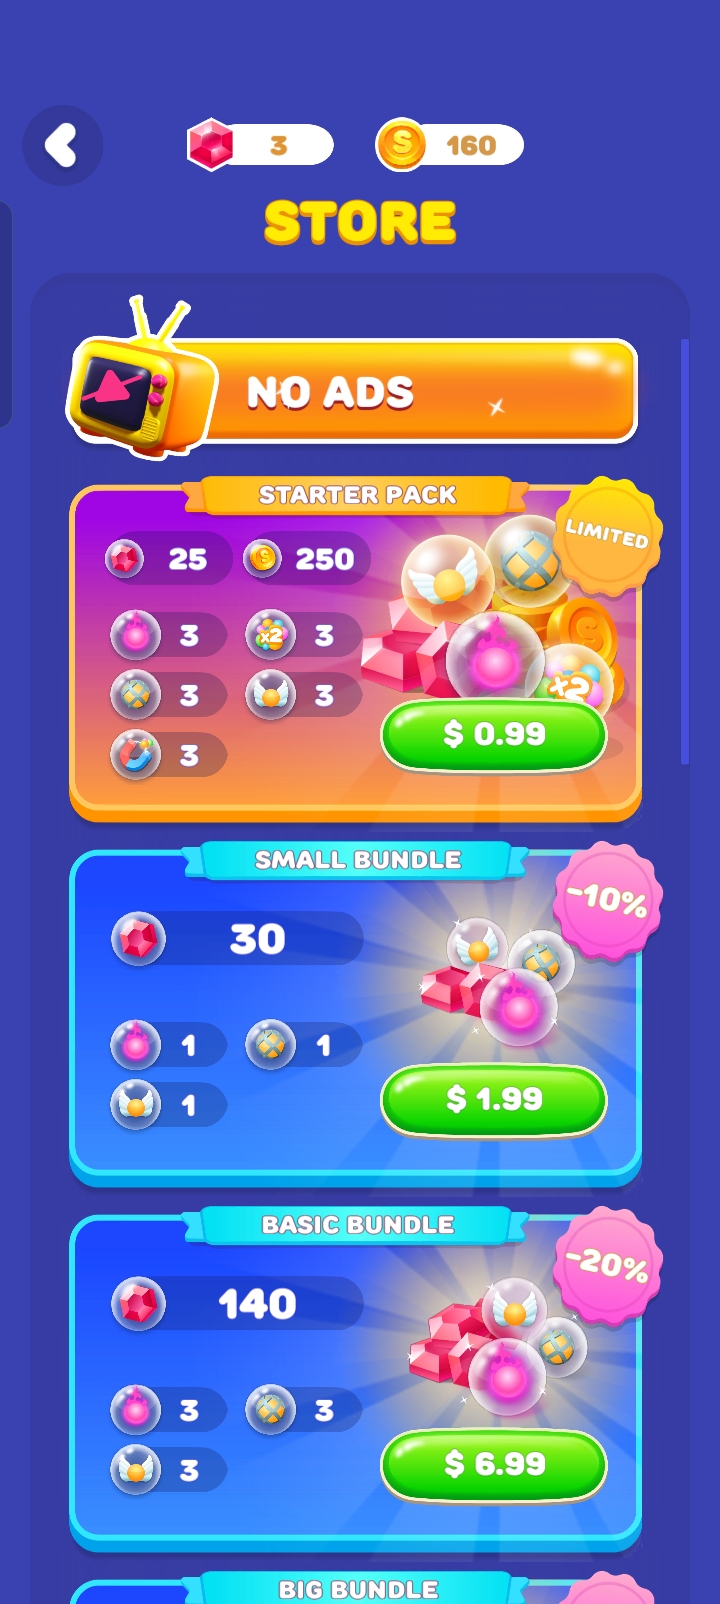 3
160
STORE
NO ADS
STARTER PACK
LIMITED
25
250
3
x2
3
3
3
x2
$ 0.99
3
SMALL BUNDLE
-10%
30
1
1
1
$ 1.99
BASIC BUNDLE
-20%
140
3
3
3
$ 6.99
BIG BUNDLE